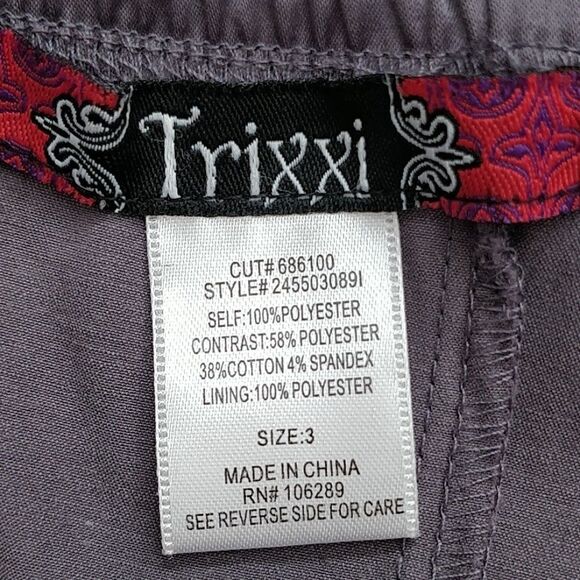 Trixxi
CUT# 686100
STYLE# 245503089I
SELF:100%POLYESTER
CONTRAST:58% POLYESTER
38%COTTON 4% SPANDEX
LINING:100% POLYESTER
SIZE:3
MADE IN CHINA
RN# 106289
SEE REVERSE SIDE FOR CARE